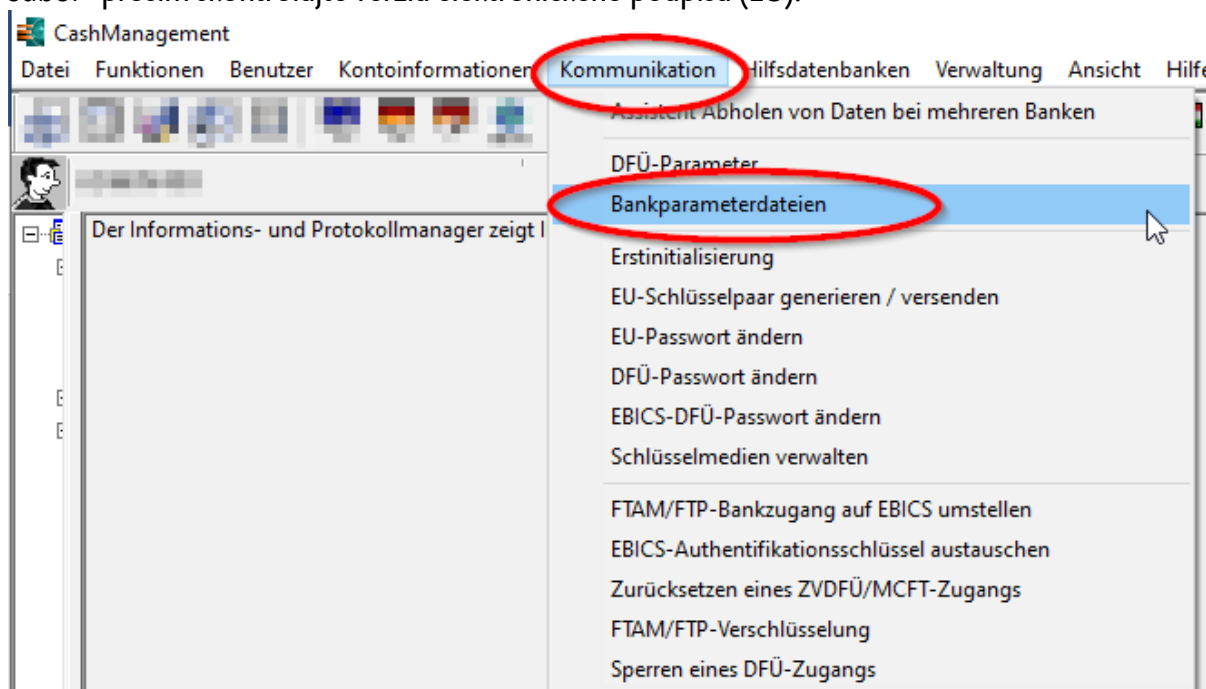 CashManagement
Datei Funktionen Benutzer Kontoinformationen Kommunikation Hilfsdatenbanken Verwaltung Ansicht Hilfe
Assistent Abholen von Daten bei mehreren Banken
DFÜ-Parameter
Bankparameterdateien
Der Informations- und Protokollmanager zeigt
Erstinitialisierung
EU-Schlüsselpaar generieren / versenden
EU-Passwort ändern
DFÜ-Passwort ändern
EBICS-DFÜ-Passwort ändern
Schlüsselmedien verwalten
FTAM/FTP-Bankzugang auf EBICS umstellen
EBICS-Authentifikationsschlüssel austauschen
Zurücksetzen eines ZVDFÜ/MCFT-Zugangs
FTAM/FTP-Verschlüsselung
Sperren eines DFÜ-Zugangs